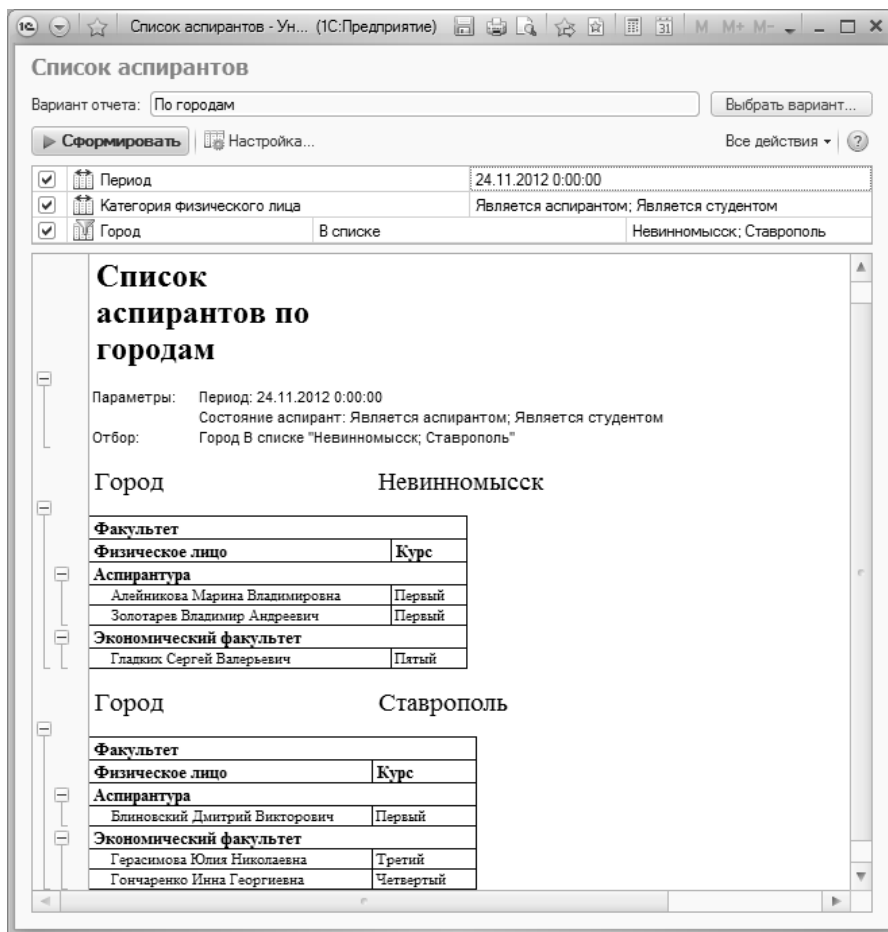 Список аспирантов - Ун... (1С:Предприятие) 31 M M+ M-
Список аспирантов
Вариант отчета: По городам Выбрать вариант...
Сформировать Настройка... Все действия ?
Период 24.11.2012 0:00:00
Категория физического лица Является аспирантом; Является студентом
Город В списке Невинномысск; Ставрополь
Список
аспирантов по
городам
Параметры: Период: 24.11.2012 0:00:00
Состояние аспирант: Является аспирантом; Является студентом
Отбор: Город В списке "Невинномысск; Ставрополь"
Город Невинномысск
Факультет
Физическое лицо Курс
Аспирантура
Алейникова Марина Владимировна Первый
Золотарев Владимир Андреевич Первый
Экономический факультет
Гладких Сергей Валерьевич Пятый
Город Ставрополь
Факультет
Физическое лицо Курс
Аспирантура
Блиновский Дмитрий Викторович Первый
Экономический факультет
Герасимова Юлия Николаевна Третий
Гончаренко Инна Георгиевна Четвертый